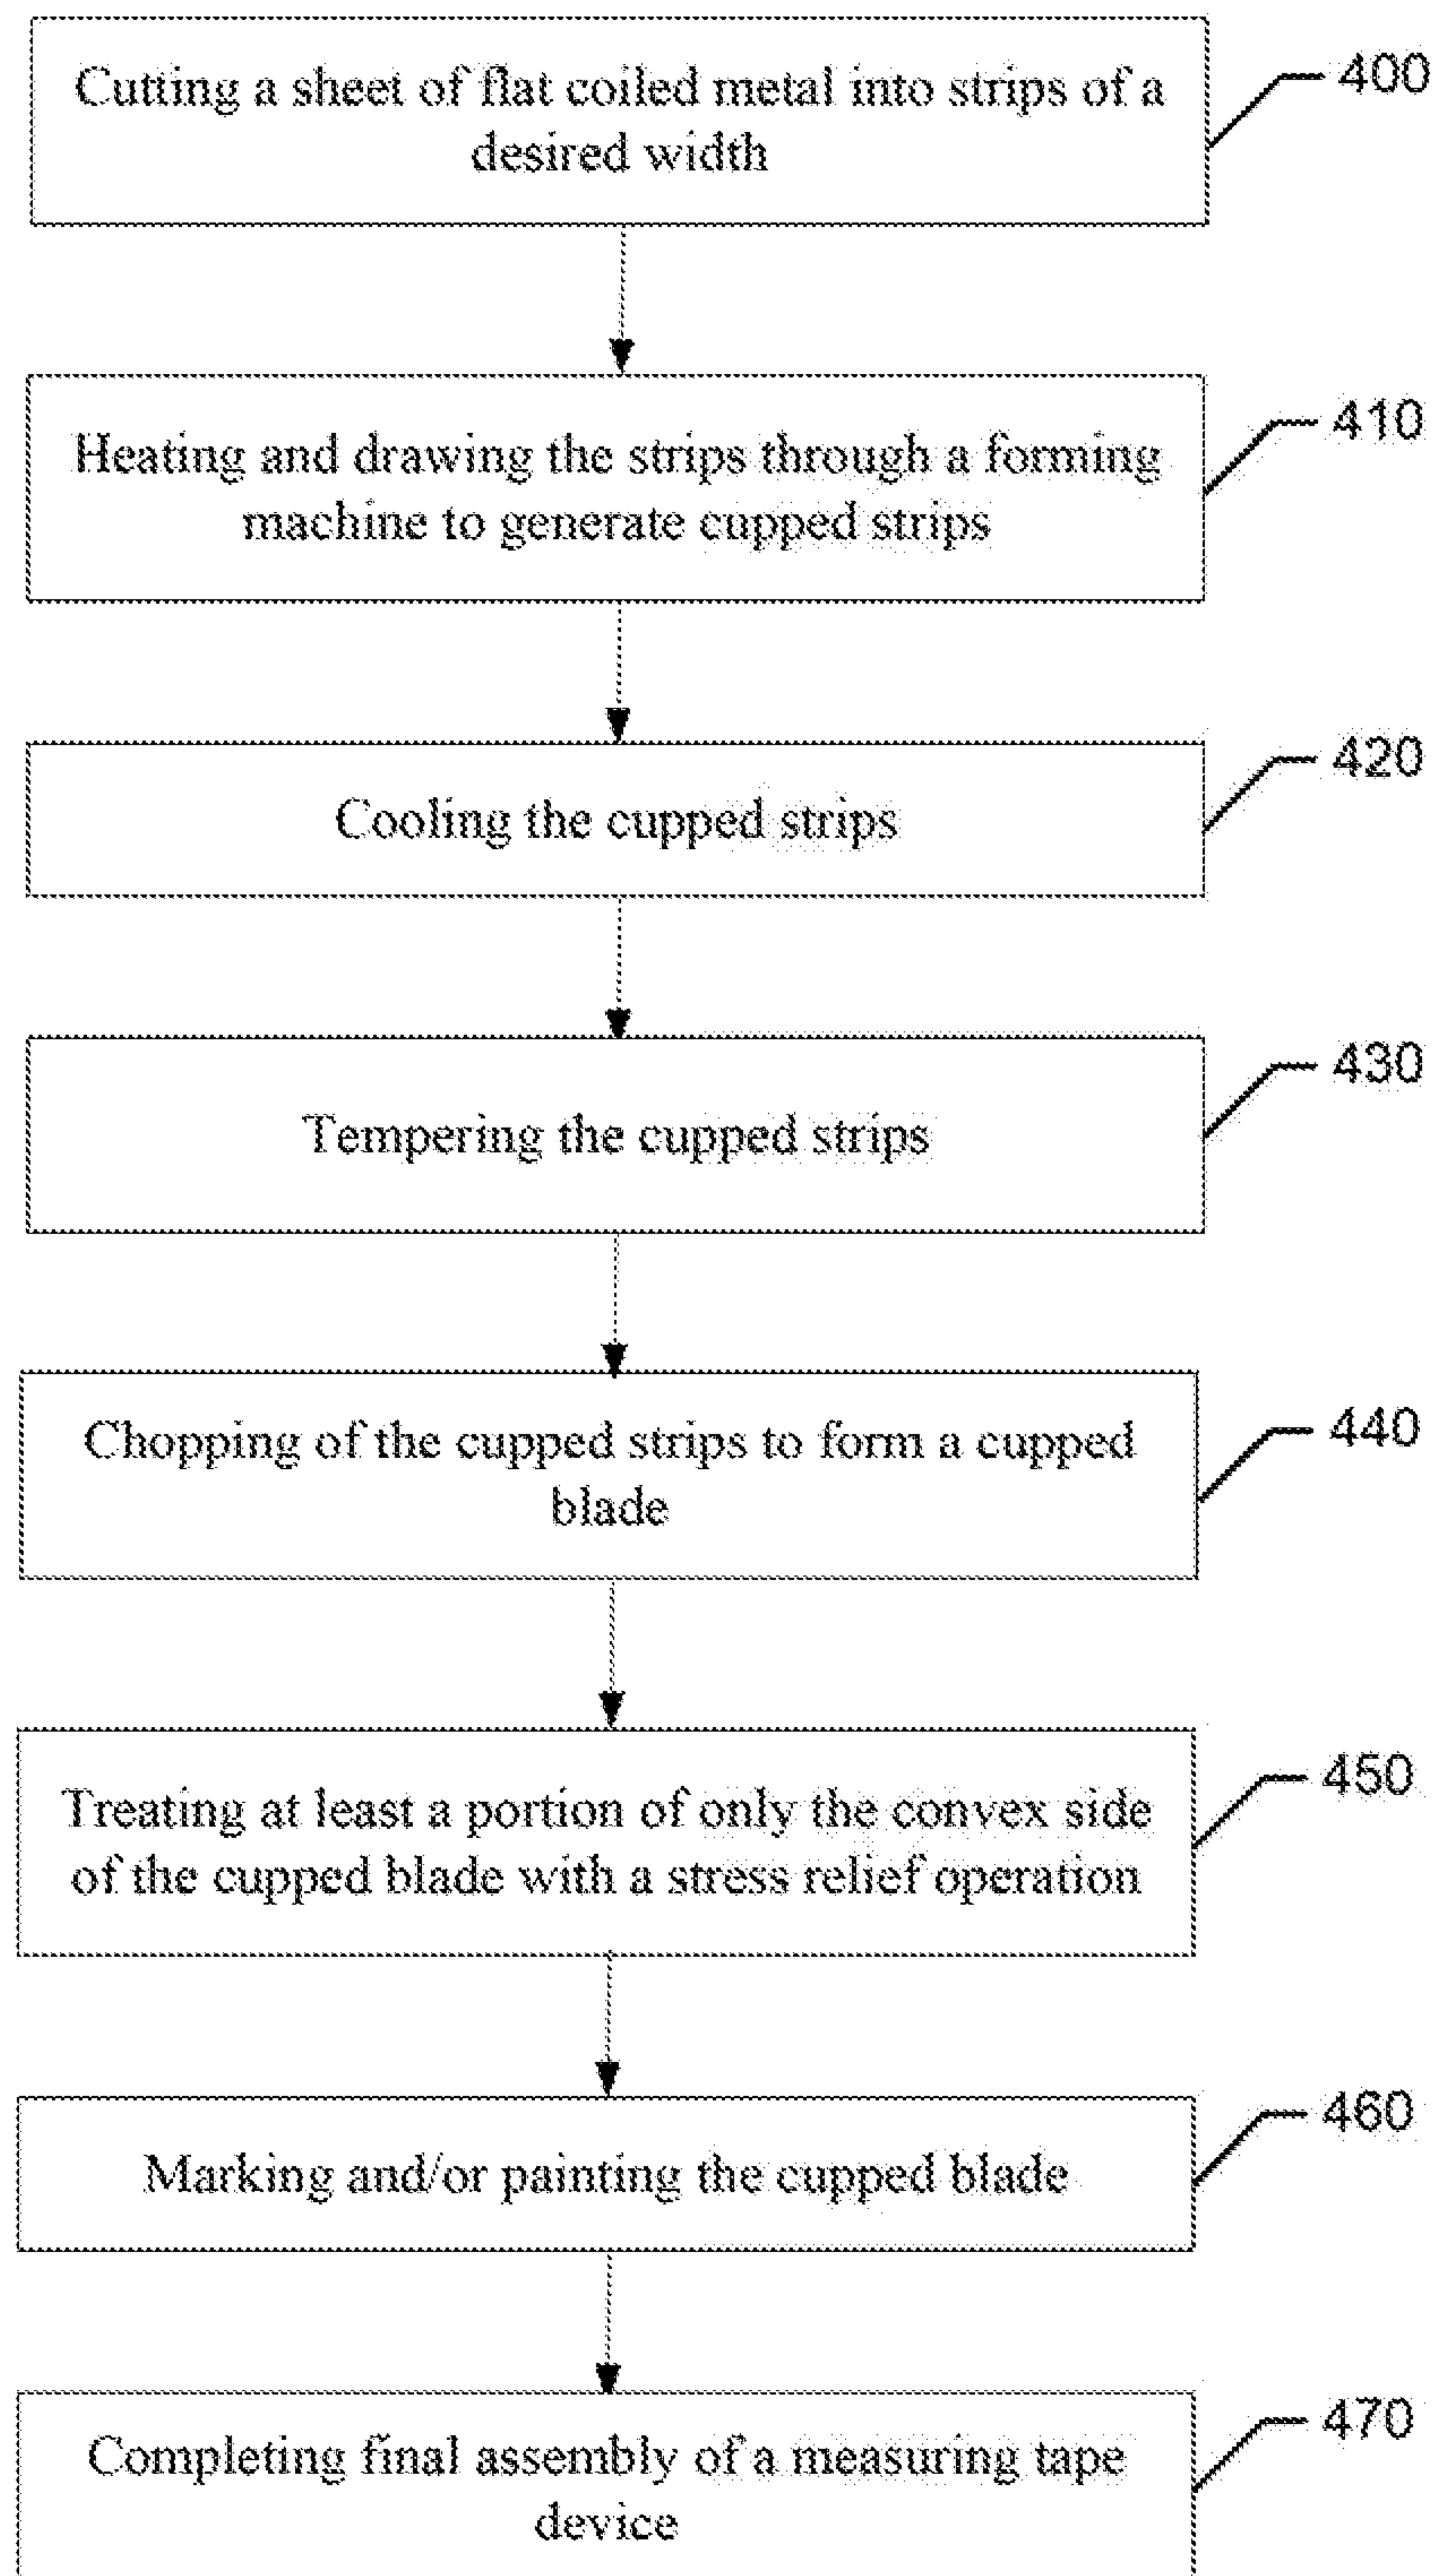 Cutting a sheet of flat coiled metal into strips of a
desired width
400
Heating and drawing the strips through a forming
machine to generate cupped strips
410
Cooling the cupped strips
420
Tempering the cupped strips
430
Chopping of the cupped strips to form a cupped
blade
440
Treating at least a portion of only the convex side
of the cupped blade with a stress relief operation
450
Marking and/or painting the cupped blade
460
Completing final assembly of a measuring tape
device
470